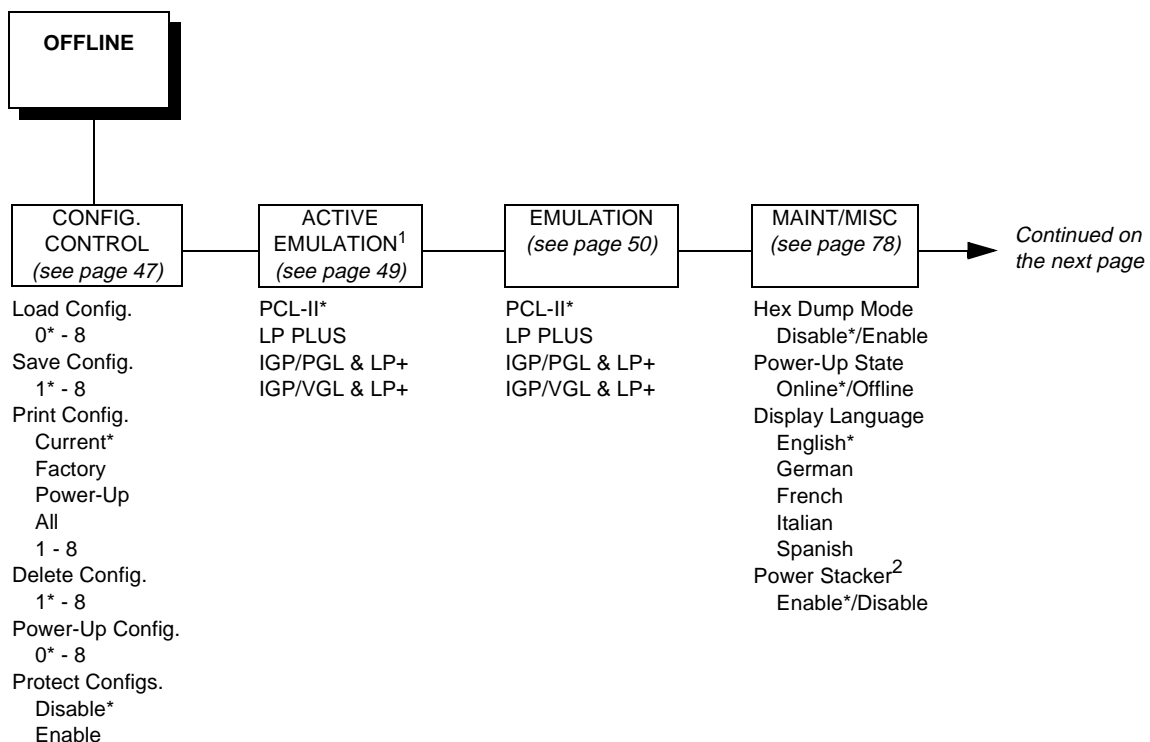 OFFLINE
CONFIG.
CONTROL
(see page 47)
ACTIVE
EMULATION1
(see page 49)
EMULATION
(see page 50)
MAINT/MISC
(see page 78)
Continued on
the next page
Load Config.
0* - 8
Save Config.
1* - 8
Print Config.
Current*
Factory
Power-Up
All
1 - 8
Delete Config.
1* - 8
Power-Up Config.
0* - 8
Protect Configs.
Disable*
Enable
PCL-II*
LP PLUS
IGP/PGL & LP+
IGP/VGL & LP+
PCL-II*
LP PLUS
IGP/PGL & LP+
IGP/VGL & LP+
Hex Dump Mode
Disable*/Enable
Power-Up State
Online*/Offline
Display Language
English*
German
French
Italian
Spanish
Power Stacker2
Enable*/Disable